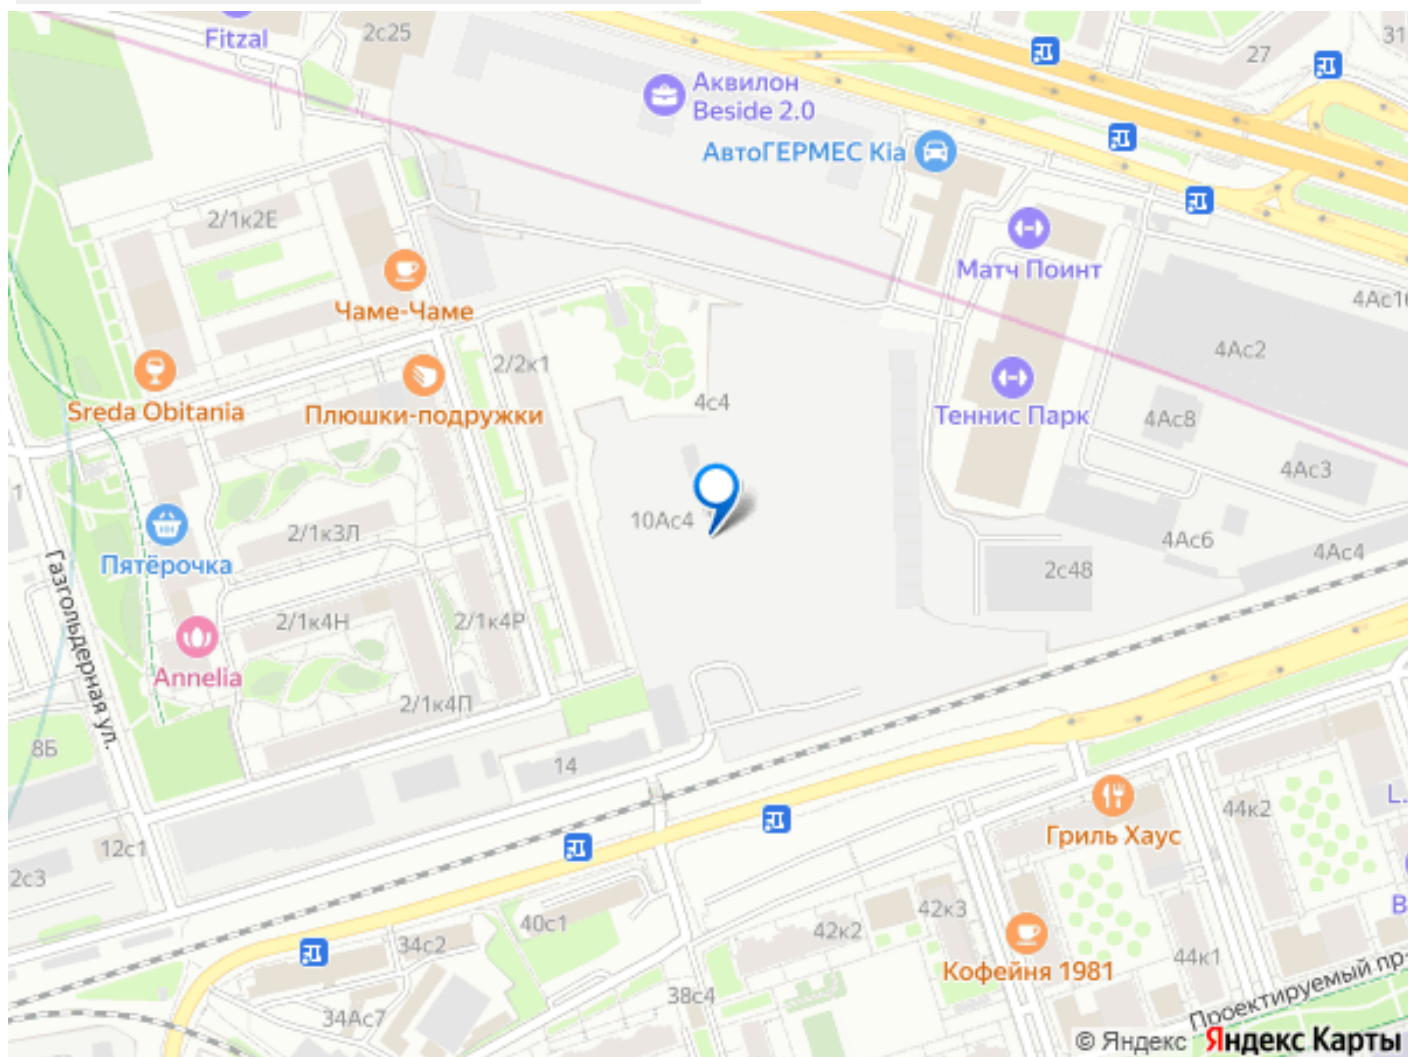 Fitzal
2с25
Аквилон
Beside 2.0
27
31
АвтоГЕРМЕС Kia
2/1к2Е
Матч Поинт
Чаме-Чаме
4Ас2
2/2к1
Sreda Obitania
Плюшки-подружки
4с4
Теннис Парк
4Ас8
4Ас3
1
10Ас4
2/1к3Л
Пятёрочка
4Ас6
4Ас4
2с48
Газгольдерная ул.
2/1к4Н
2/1к4Р
Annelia
2/1к4П
8Б
14
44к2
L.
Гриль Хаус
12с1
2с3
40с1
42к3
42к2
В
34с2
Кофейня 1981
44к1
38с4
34Ас7
Проектируемый пр-
© Яндекс Яндекс Карты